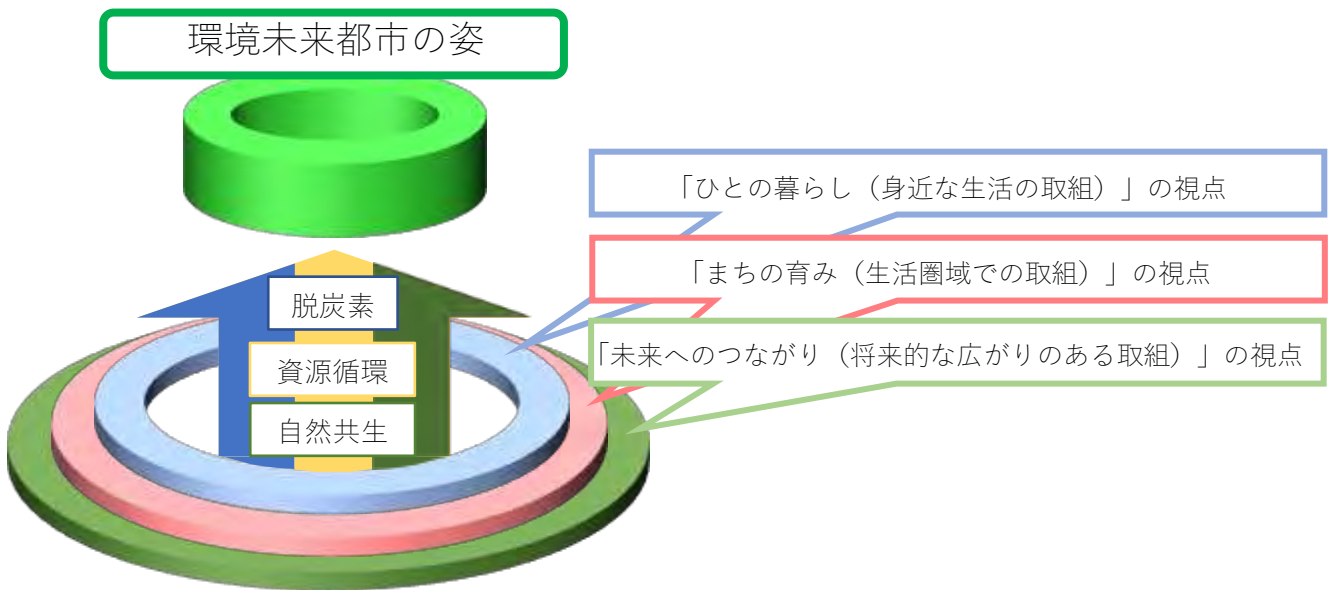 環境未来都市の姿
「ひとの暮らし（身近な生活の取組）」の視点
「まちの育み（生活圏域での取組）」の視点
「未来へのつながり（将来的な広がりのある取組）」の視点
脱炭素
資源循環
自然共生